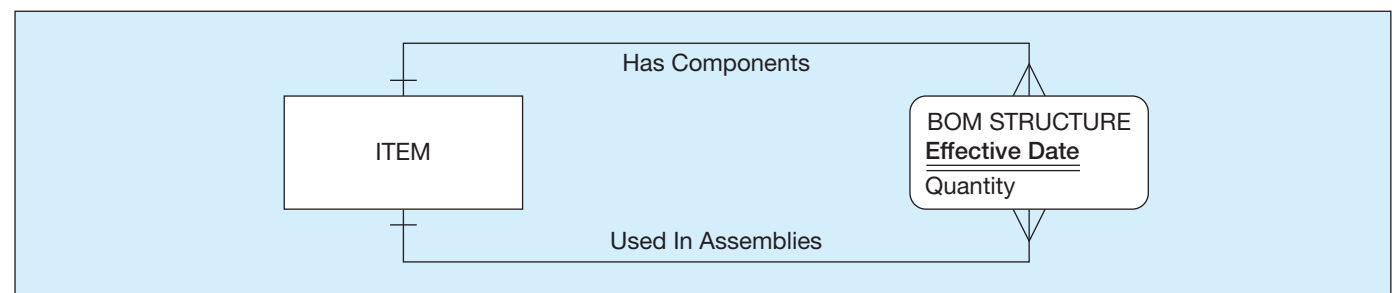 Has Components
ITEM
BOM STRUCTURE
Effective Date
Quantity
Used In Assemblies